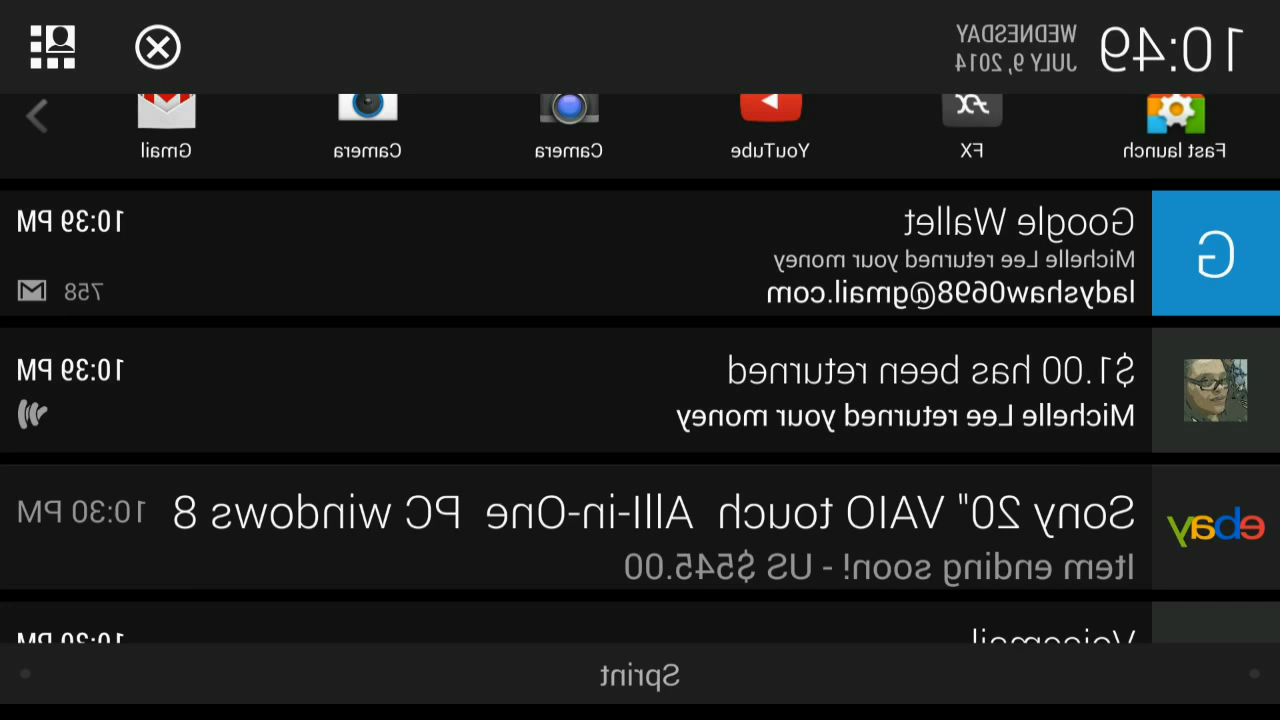 10:49
WEDNESDAY
JULY 9, 2014
Fast launch
FX
YouTube
Camera
Camera
Gmail
G
Google Wallet
10:39 PM
Michelle Lee returned your money
ladyshaw0698@gmail.com
758
$1.00 has been returned
10:39 PM
Michelle Lee returned your money
ebay
Sony 20" VAIO touch AllI-in-One PC windows 8
10:30 PM
Item ending soon! - US $545.00
Voicemail
Sprint